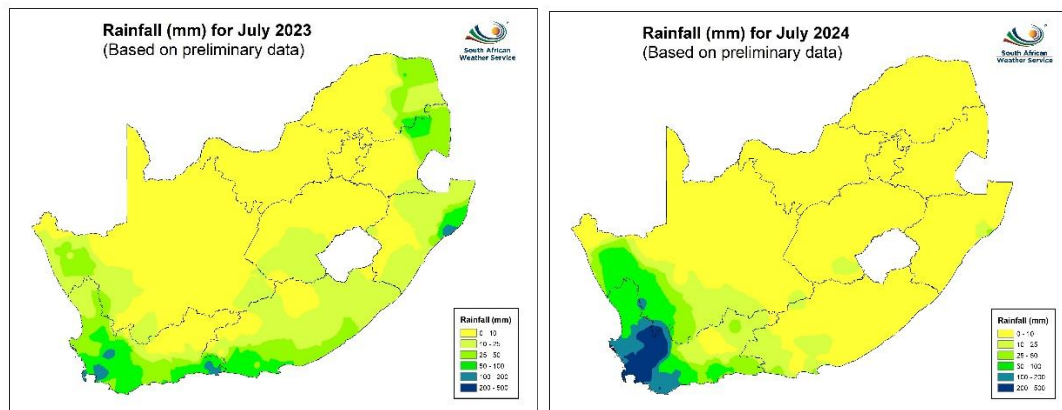 Rainfall (mm) for July 2023
(Based on preliminary data)
South African
Weather Service
Rainfall (mm)
0 - 10
10 - 25
25 - 50
50 - 100
100 - 200
200 - 500
Rainfall (mm) for July 2024
(Based on preliminary data)
South African
Weather Service
Rainfall (mm)
0 - 10
10 - 25
25 - 50
50 - 100
100 - 200
200 - 500